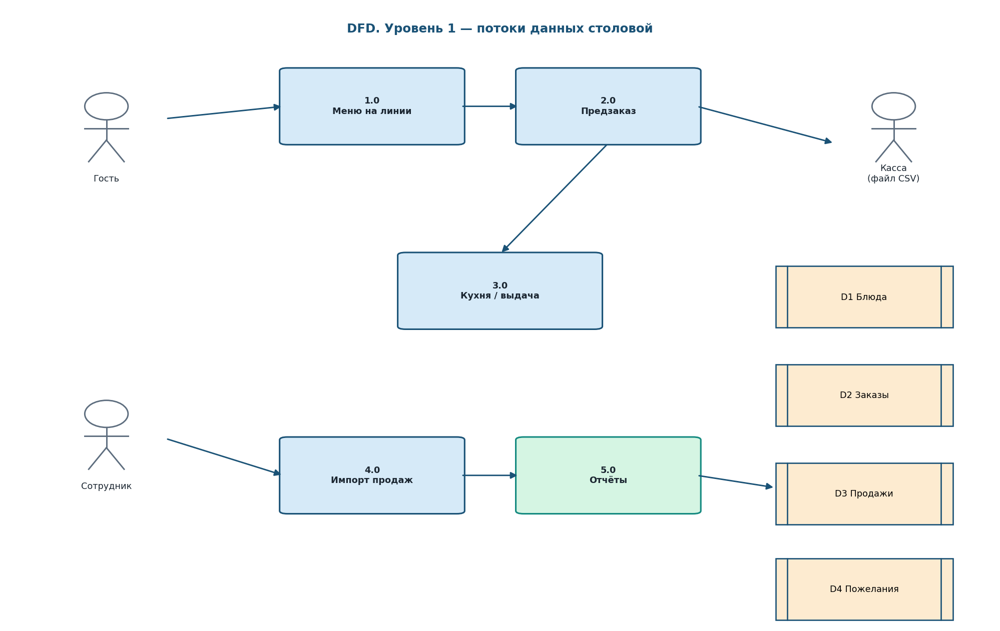 DFD. Уровень 1 — потоки данных столовой
1.0
Меню на линии
2.0
Предзаказ
Гость
Касса
(файл CSV)
3.0
Кухня / выдача
D1 Блюда
D2 Заказы
Сотрудник
4.0
Импорт продаж
5.0
Отчёты
D3 Продажи
D4 Пожелания